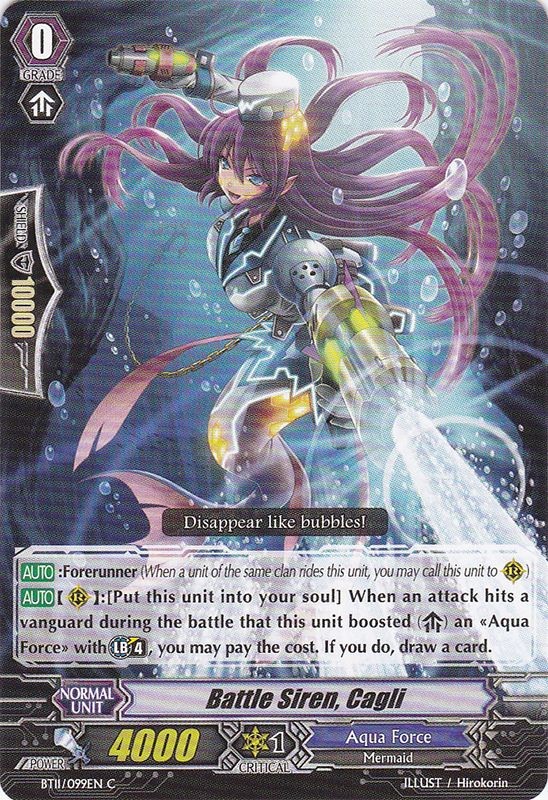 0
GRADE
SHIELD 10000
Disappear like bubbles!
AUTO :Forerunner (When a unit of the same clan rides this unit, you may call this unit to )
AUTO 【 】:[Put this unit into your soul] When an attack hits a
vanguard during the battle that this unit boosted ( ) an «Aqua
Force» with LB 4, you may pay the cost. If you do, draw a card.
NORMAL
UNIT
Battle Siren, Cagli
POWER
4000
1
CRITICAL
Aqua Force
Mermaid
BT11/099EN C
ILLUST / Hirokorin